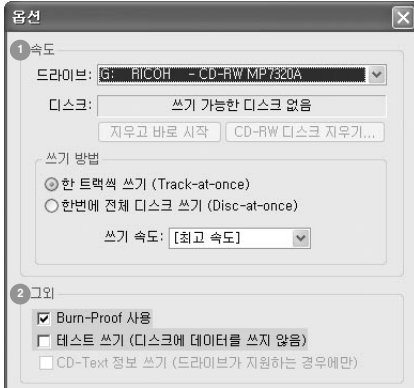 옵션
1 속도
드라이브: G: RICOH - CD-RW MP7320A
디스크: 쓰기 가능한 디스크 없음
지우고 바로 시작 CD-RW 디스크 지우기...
쓰기 방법
한 트랙씩 쓰기 (Track-at-once)
한번에 전체 디스크 쓰기 (Disc-at-once)
쓰기 속도: [최고 속도]
2 그외
Burn-Proof 사용
테스트 쓰기 (디스크에 데이터를 쓰지 않음)
CD-Text 정보 쓰기 (드라이브가 지원하는 경우에만)